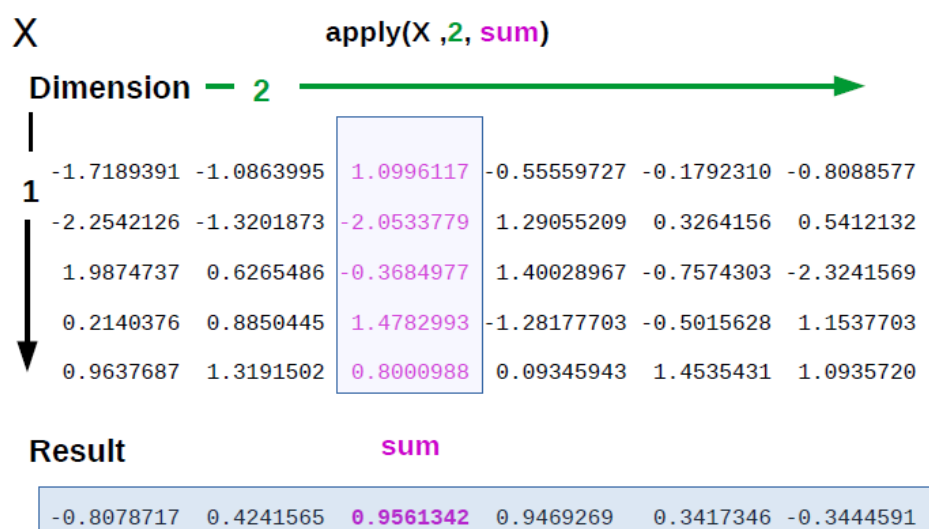 X
apply(X ,2, sum)
Dimension 2
1
-1.7189391 -1.0863995 1.0996117 -0.55559727 -0.1792310 -0.8088577
-2.2542126 -1.3201873 -2.0533779 1.29055209 0.3264156 0.5412132
1.9874737 0.6265486 -0.3684977 1.40028967 -0.7574303 -2.3241569
0.2140376 0.8850445 1.4782993 -1.28177703 -0.5015628 1.1537703
0.9637687 1.3191502 0.8000988 0.09345943 1.4535431 1.0935720
Result sum
-0.8078717 0.4241565 0.9561342 0.9469269 0.3417346 -0.3444591